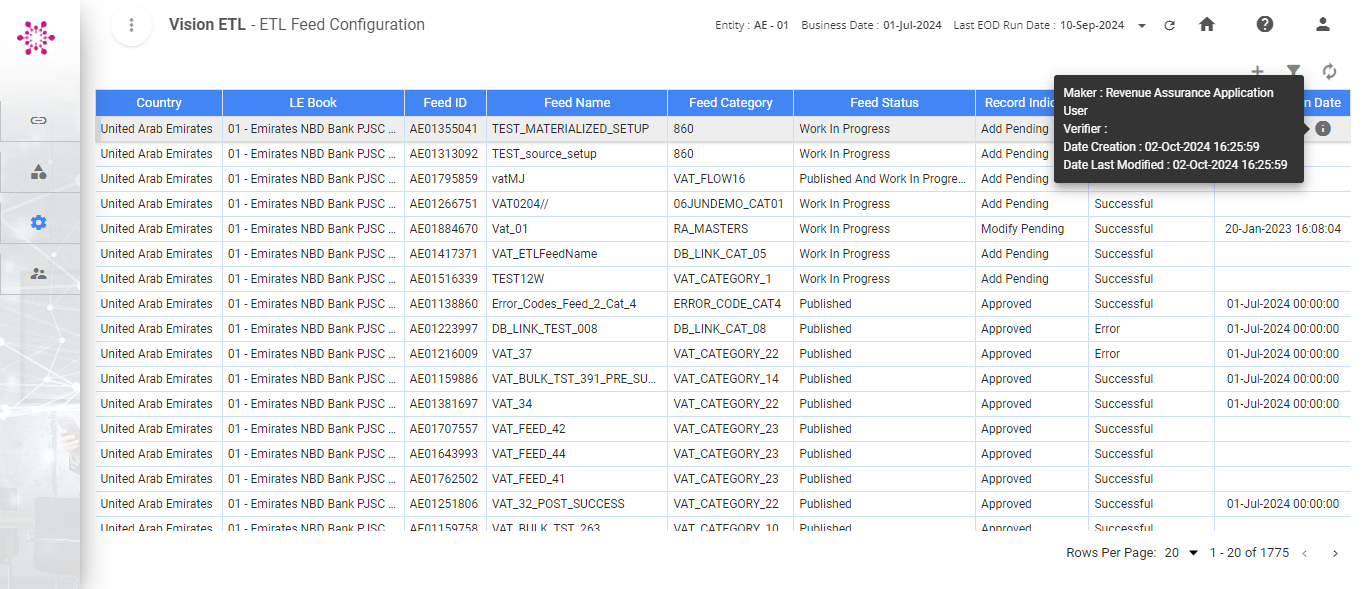 Vision ETL - ETL Feed Configuration
Entity : AE - 01 Business Date : 01-Jul-2024 Last EOD Run Date : 10-Sep-2024
Country LE Book Feed ID Feed Name Feed Category Feed Status Record Indic n Date
Maker : Revenue Assurance Application
User
Verifier :
Date Creation : 02-Oct-2024 16:25:59
Date Last Modified : 02-Oct-2024 16:25:59
United Arab Emirates 01 - Emirates NBD Bank PJSC ... AE01355041 TEST_MATERIALIZED_SETUP 860 Work In Progress Add Pending
United Arab Emirates 01 - Emirates NBD Bank PJSC ... AE01313092 TEST_source_setup 860 Work In Progress Add Pending
United Arab Emirates 01 - Emirates NBD Bank PJSC ... AE01795859 vatMJ VAT_FLOW16 Published And Work In Progre... Add Pending
United Arab Emirates 01 - Emirates NBD Bank PJSC ... AE01266751 VAT0204// 06JUNDEMO_CAT01 Work In Progress Add Pending Successful
United Arab Emirates 01 - Emirates NBD Bank PJSC ... AE01884670 Vat_01 RA_MASTERS Work In Progress Modify Pending Successful 20-Jan-2023 16:08:04
United Arab Emirates 01 - Emirates NBD Bank PJSC ... AE01417371 VAT_ETLFeedName DB_LINK_CAT_05 Work In Progress Add Pending Successful
United Arab Emirates 01 - Emirates NBD Bank PJSC ... AE01516339 TEST12W VAT_CATEGORY_1 Work In Progress Add Pending Successful
United Arab Emirates 01 - Emirates NBD Bank PJSC ... AE01138860 Error_Codes_Feed_2_Cat_4 ERROR_CODE_CAT4 Published Approved Successful 01-Jul-2024 00:00:00
United Arab Emirates 01 - Emirates NBD Bank PJSC ... AE01223997 DB_LINK_TEST_008 DB_LINK_CAT_08 Published Approved Error 01-Jul-2024 00:00:00
United Arab Emirates 01 - Emirates NBD Bank PJSC ... AE01216009 VAT_37 VAT_CATEGORY_22 Published Approved Error 01-Jul-2024 00:00:00
United Arab Emirates 01 - Emirates NBD Bank PJSC ... AE01159886 VAT_BULK_TST_391_PRE_SU... VAT_CATEGORY_14 Published Approved Successful 01-Jul-2024 00:00:00
United Arab Emirates 01 - Emirates NBD Bank PJSC ... AE01381697 VAT_34 VAT_CATEGORY_22 Published Approved Successful 01-Jul-2024 00:00:00
United Arab Emirates 01 - Emirates NBD Bank PJSC ... AE01707557 VAT_FEED_42 VAT_CATEGORY_23 Published Approved Successful
United Arab Emirates 01 - Emirates NBD Bank PJSC ... AE01643993 VAT_FEED_44 VAT_CATEGORY_23 Published Approved Successful
United Arab Emirates 01 - Emirates NBD Bank PJSC ... AE01762502 VAT_FEED_41 VAT_CATEGORY_23 Published Approved Successful
United Arab Emirates 01 - Emirates NBD Bank PJSC ... AE01251806 VAT_32_POST_SUCCESS VAT_CATEGORY_22 Published Approved Successful 01-Jul-2024 00:00:00
United Arab Emirates 01 - Emirates NBD Bank PJSC ... AE01159758 VAT_BULK_TST_263 VAT_CATEGORY_10 Published Approved Successful
Rows Per Page: 20 1 - 20 of 1775